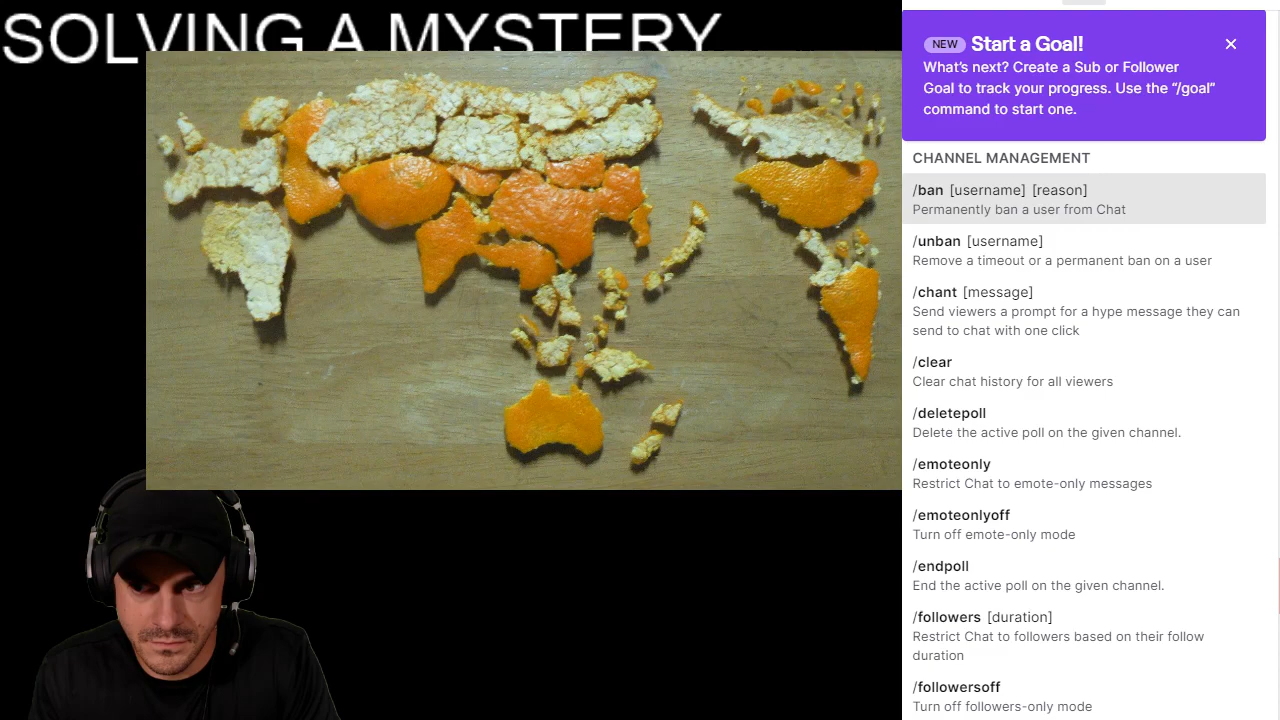 SOLVING A MYSTERY
NEW Start a Goal!
What's next? Create a Sub or Follower
Goal to track your progress. Use the “/goal”
command to start one.
CHANNEL MANAGEMENT
/ban [username] [reason]
Permanently ban a user from Chat
/unban [username]
Remove a timeout or a permanent ban on a user
/chant [message]
Send viewers a prompt for a hype message they can
send to chat with one click
/clear
Clear chat history for all viewers
/deletepoll
Delete the active poll on the given channel.
/emoteonly
Restrict Chat to emote-only messages
/emoteonlyoff
Turn off emote-only mode
/endpoll
End the active poll on the given channel.
/followers [duration]
Restrict Chat to followers based on their follow
duration
/followersoff
Turn off followers-only mode